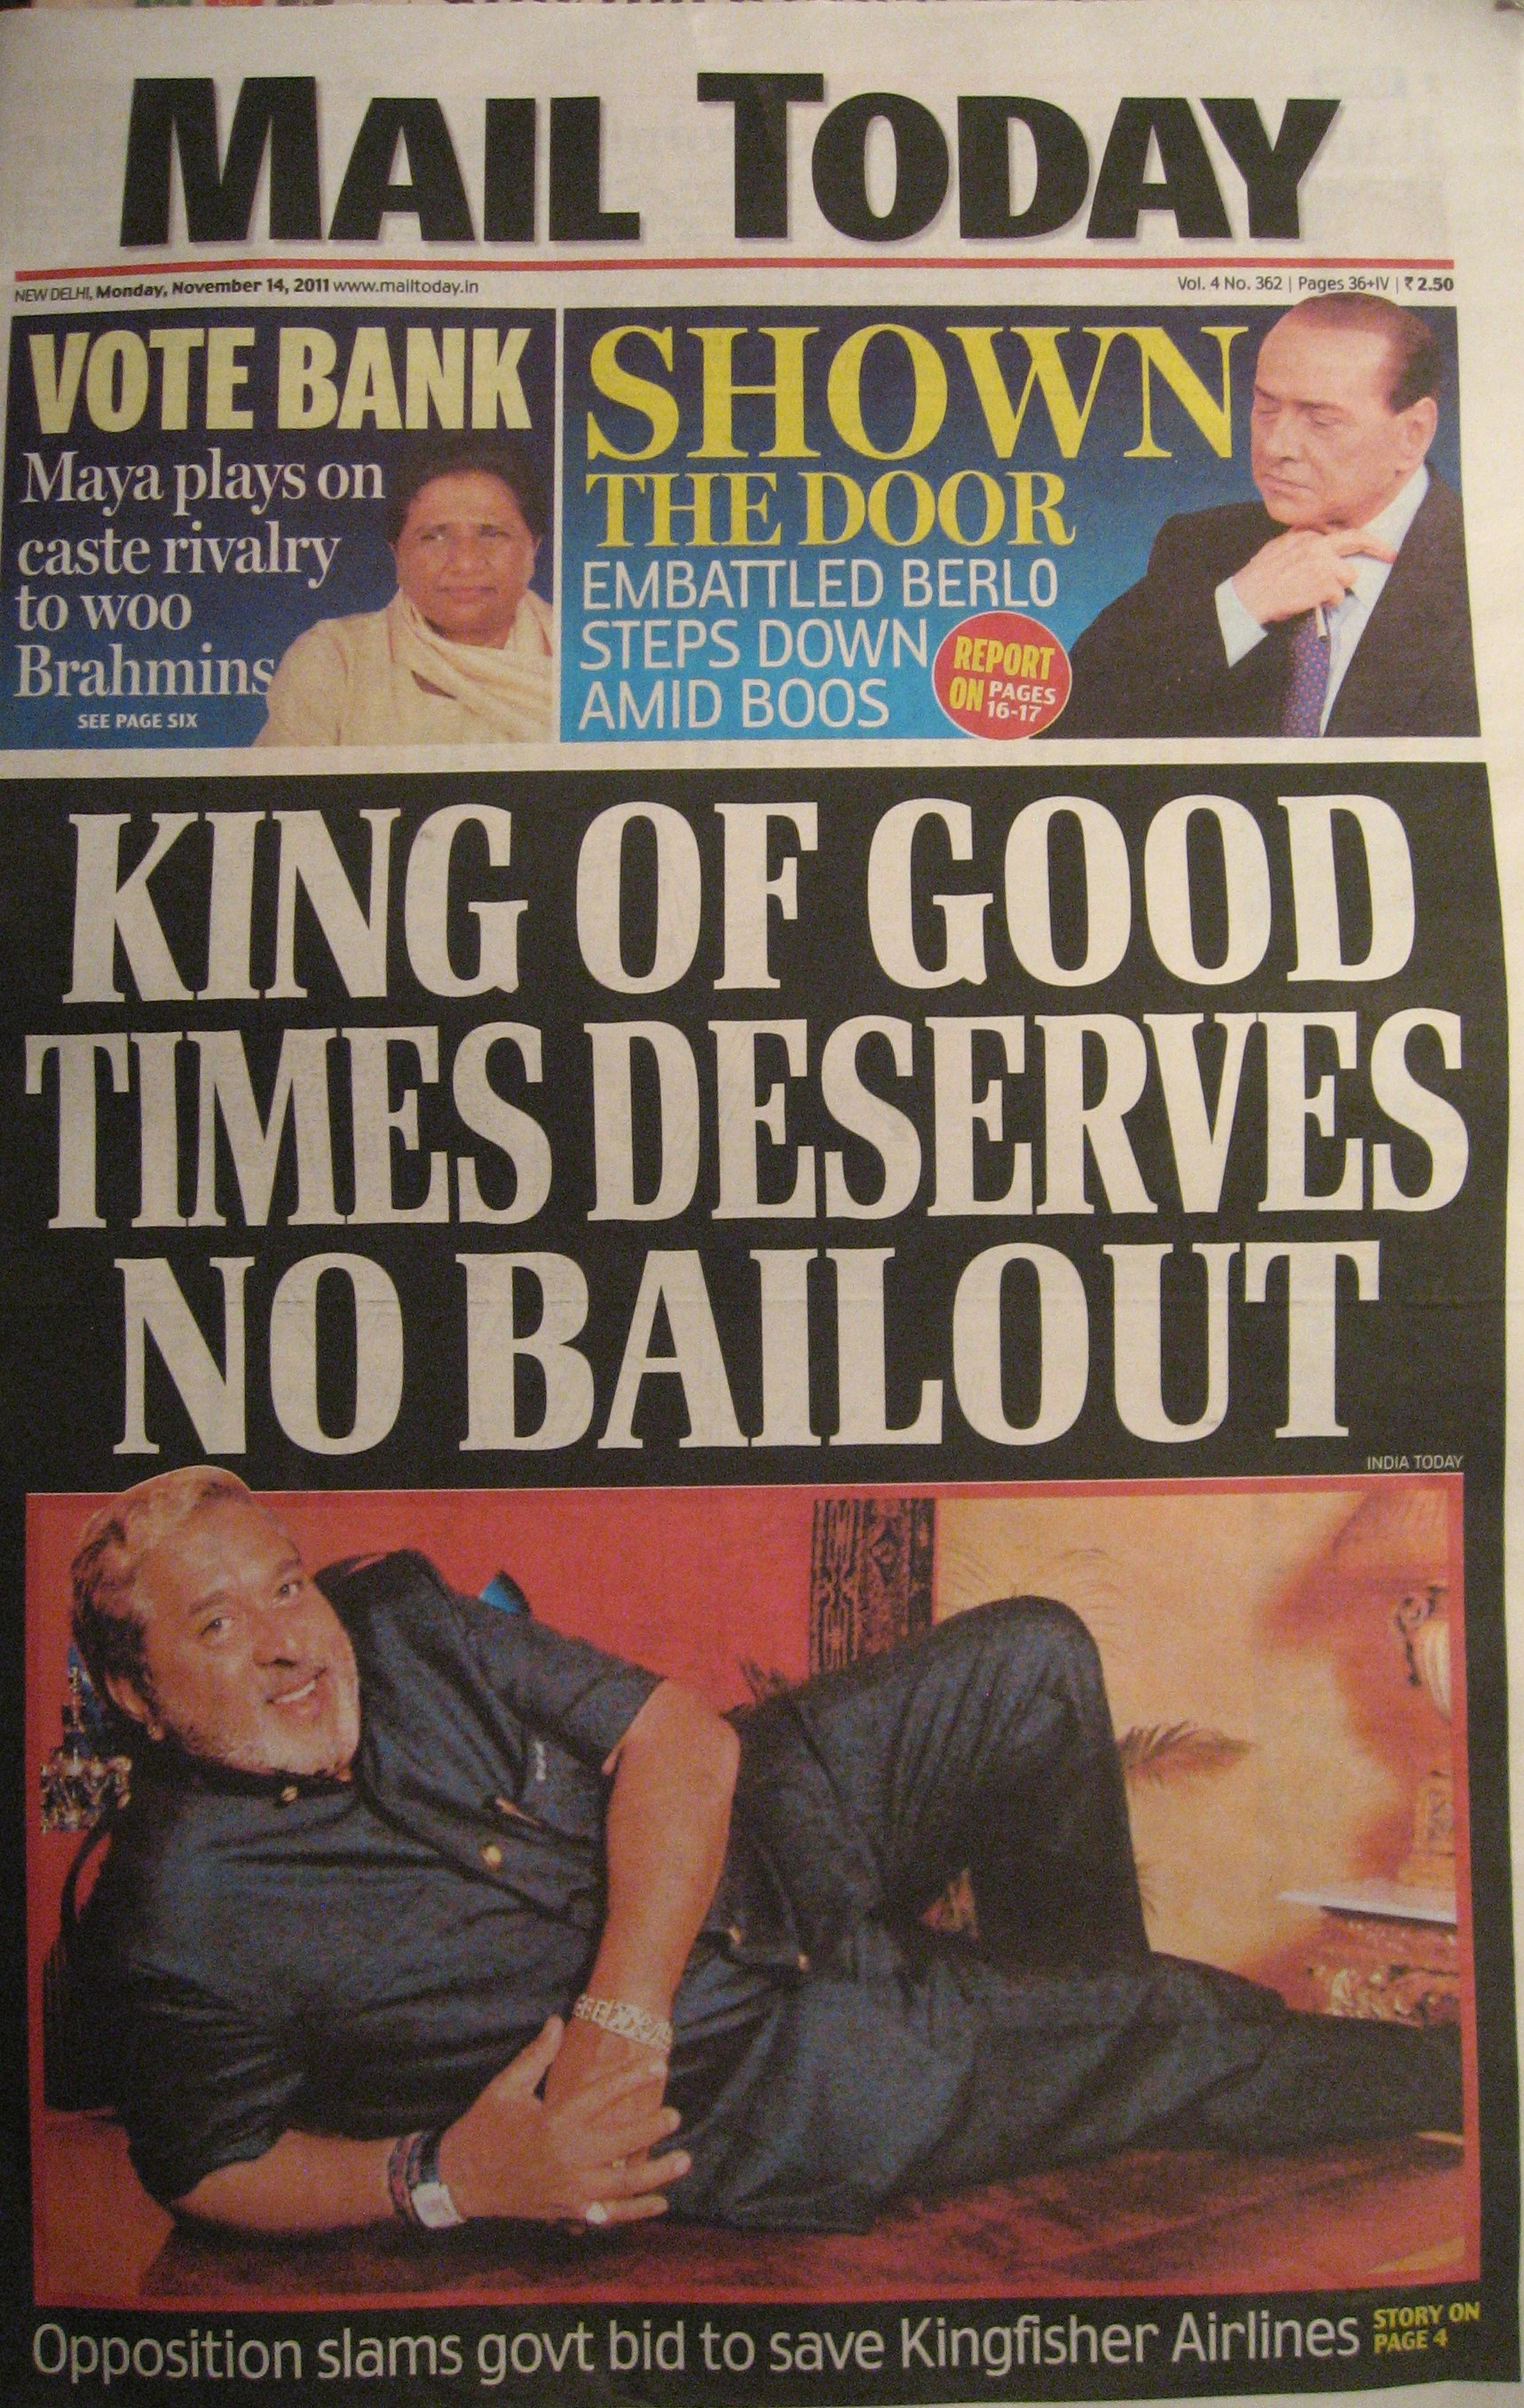 MAIL TODAY
NEW DELHI, Monday, November 14, 2011 www.mailtoday.in
Vol. 4 No. 362 | Pages 36+IV | ₹ 2.50
VOTE BANK
Maya plays on
caste rivalry
to woo
Brahmins
SEE PAGE SIX
SHOWN
THE DOOR
EMBATTLED BERLO
STEPS DOWN
AMID BOOS
REPORT
ON PAGES
16-17
KING OF GOOD
TIMES DESERVES
NO BAILOUT
INDIA TODAY
Opposition slams govt bid to save Kingfisher Airlines
STORY ON
PAGE 4